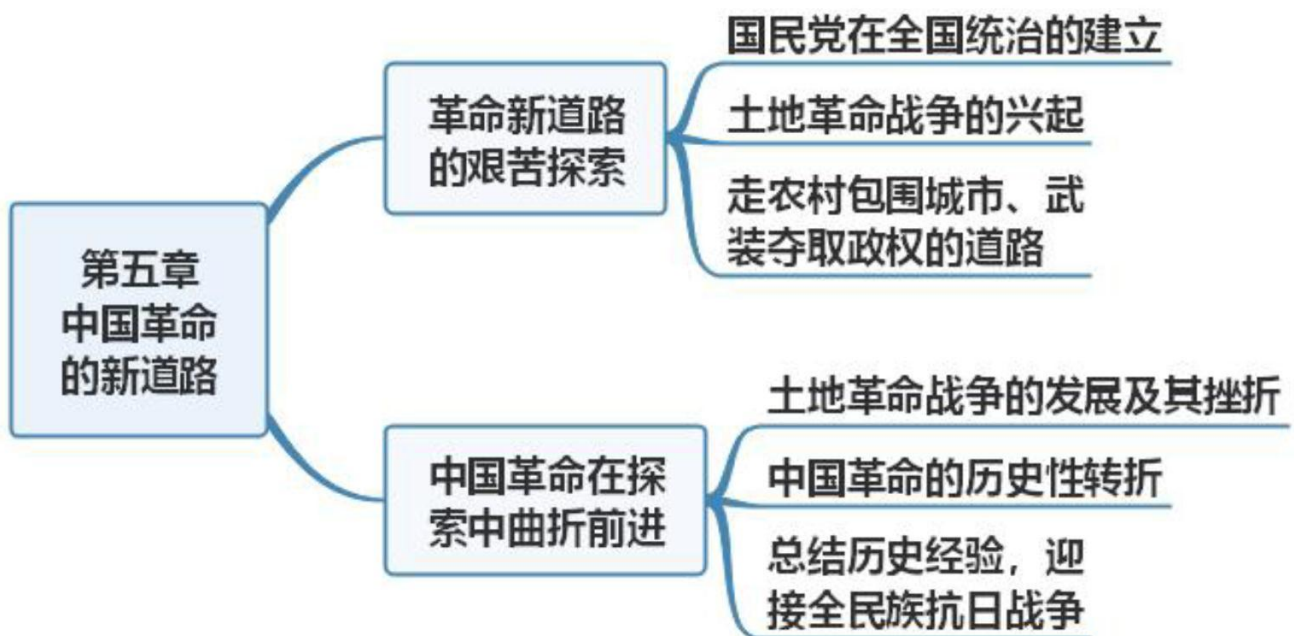 第五章
中国革命
的新道路
革命新道路
的艰苦探索
国民党在全国统治的建立
土地革命战争的兴起
走农村包围城市、武
装夺取政权的道路
中国革命在探
索中曲折前进
土地革命战争的发展及其挫折
中国革命的历史性转折
总结历史经验，迎
接全民族抗日战争